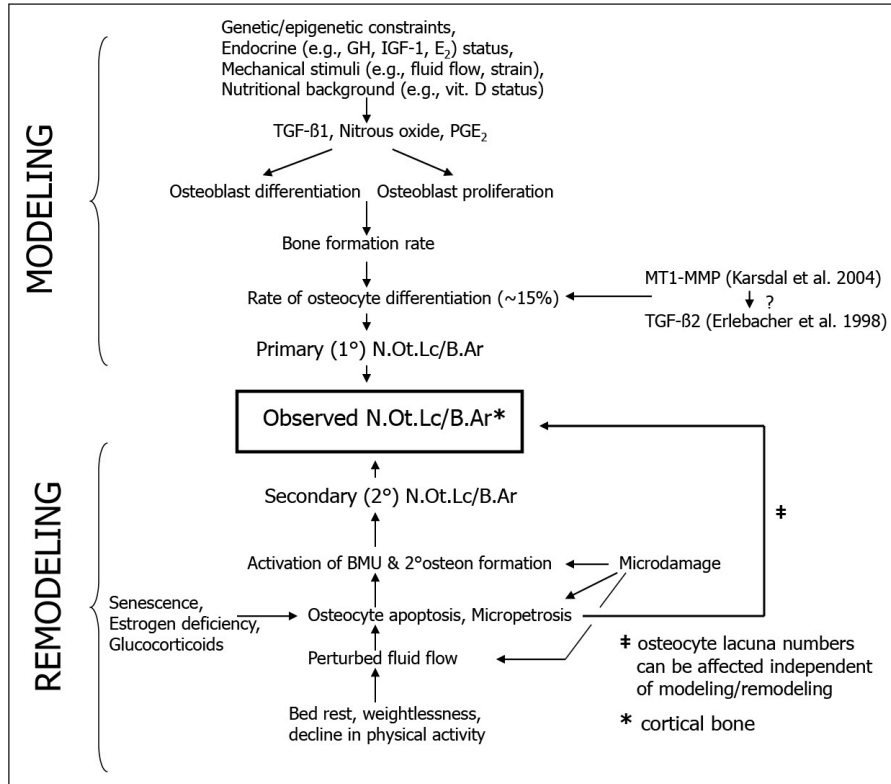 Genetic/epigenetic constraints,
Endocrine (e.g., GH, IGF-1, E₂) status,
Mechanical stimuli (e.g., fluid flow, strain),
Nutritional background (e.g., vit. D status)
TGF-ß1, Nitrous oxide, PGE₂
Osteoblast differentiation Osteoblast proliferation
Bone formation rate
MODELING
MT1-MMP (Karsdal et al. 2004)
Rate of osteocyte differentiation (~15%)
?
TGF-ß2 (Erlebacher et al. 1998)
Primary (1°) N.Ot.Lc/B.Ar
Observed N.Ot.Lc/B.Ar*
Secondary (2°) N.Ot.Lc/B.Ar
ǂ
REMODELING
Activation of BMU & 2°osteon formation
Microdamage
Senescence,
Estrogen deficiency,
Glucocorticoids
Osteocyte apoptosis, Micropetrosis
Perturbed fluid flow
Bed rest, weightlessness,
decline in physical activity
ǂ osteocyte lacuna numbers
can be affected independent
of modeling/remodeling
* cortical bone